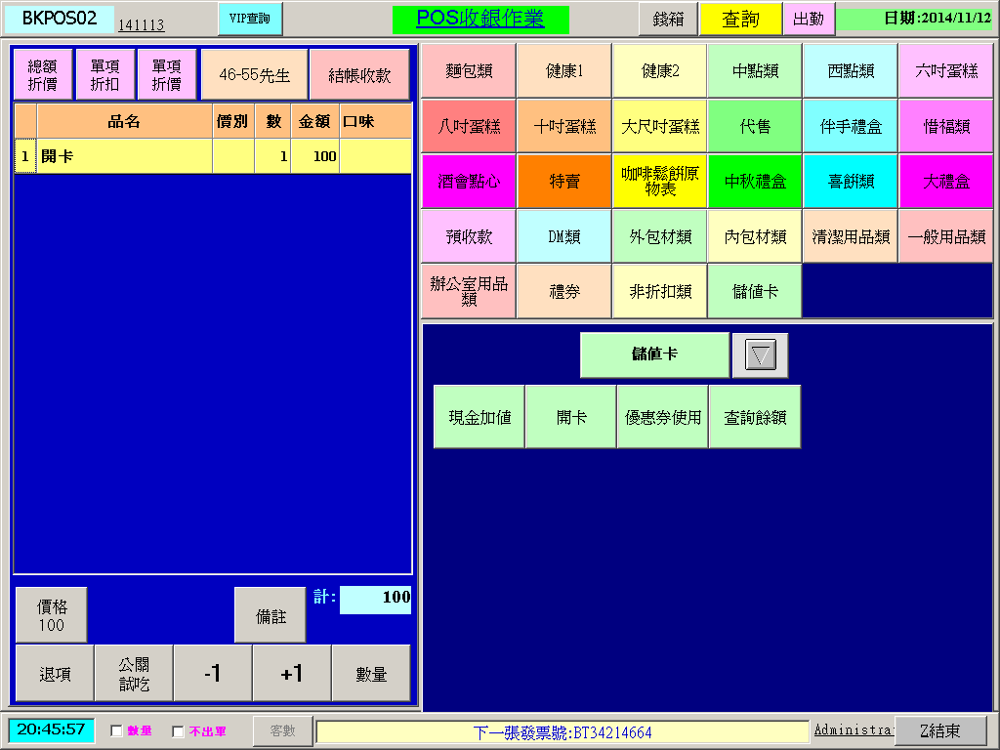 BKPOS02
141113
VIP查詢
POS收銀作業
錢箱
查詢
出勤
日期:2014/11/12
總額
折價
單項
折扣
單項
折價
46-55先生
結帳收款
品名
價別
數
金額
口味
1
開卡
1
100
麵包類
健康1
健康2
中點類
西點類
六吋蛋糕
八吋蛋糕
十吋蛋糕
大尺吋蛋糕
代售
伴手禮盒
惜福類
酒會點心
特賣
咖啡鬆餅原
物表
中秋禮盒
喜餅類
大禮盒
預收款
DM類
外包材類
內包材類
清潔用品類
一般用品類
辦公室用品
類
禮券
非折扣類
儲值卡
儲值卡
現金加值
開卡
優惠券使用
查詢餘額
價格
100
備註
計:
100
退項
公關
試吃
-1
+1
數量
20:45:57
數量
不出單
客數
下一張發票號:BT34214664
Administra
Z結束